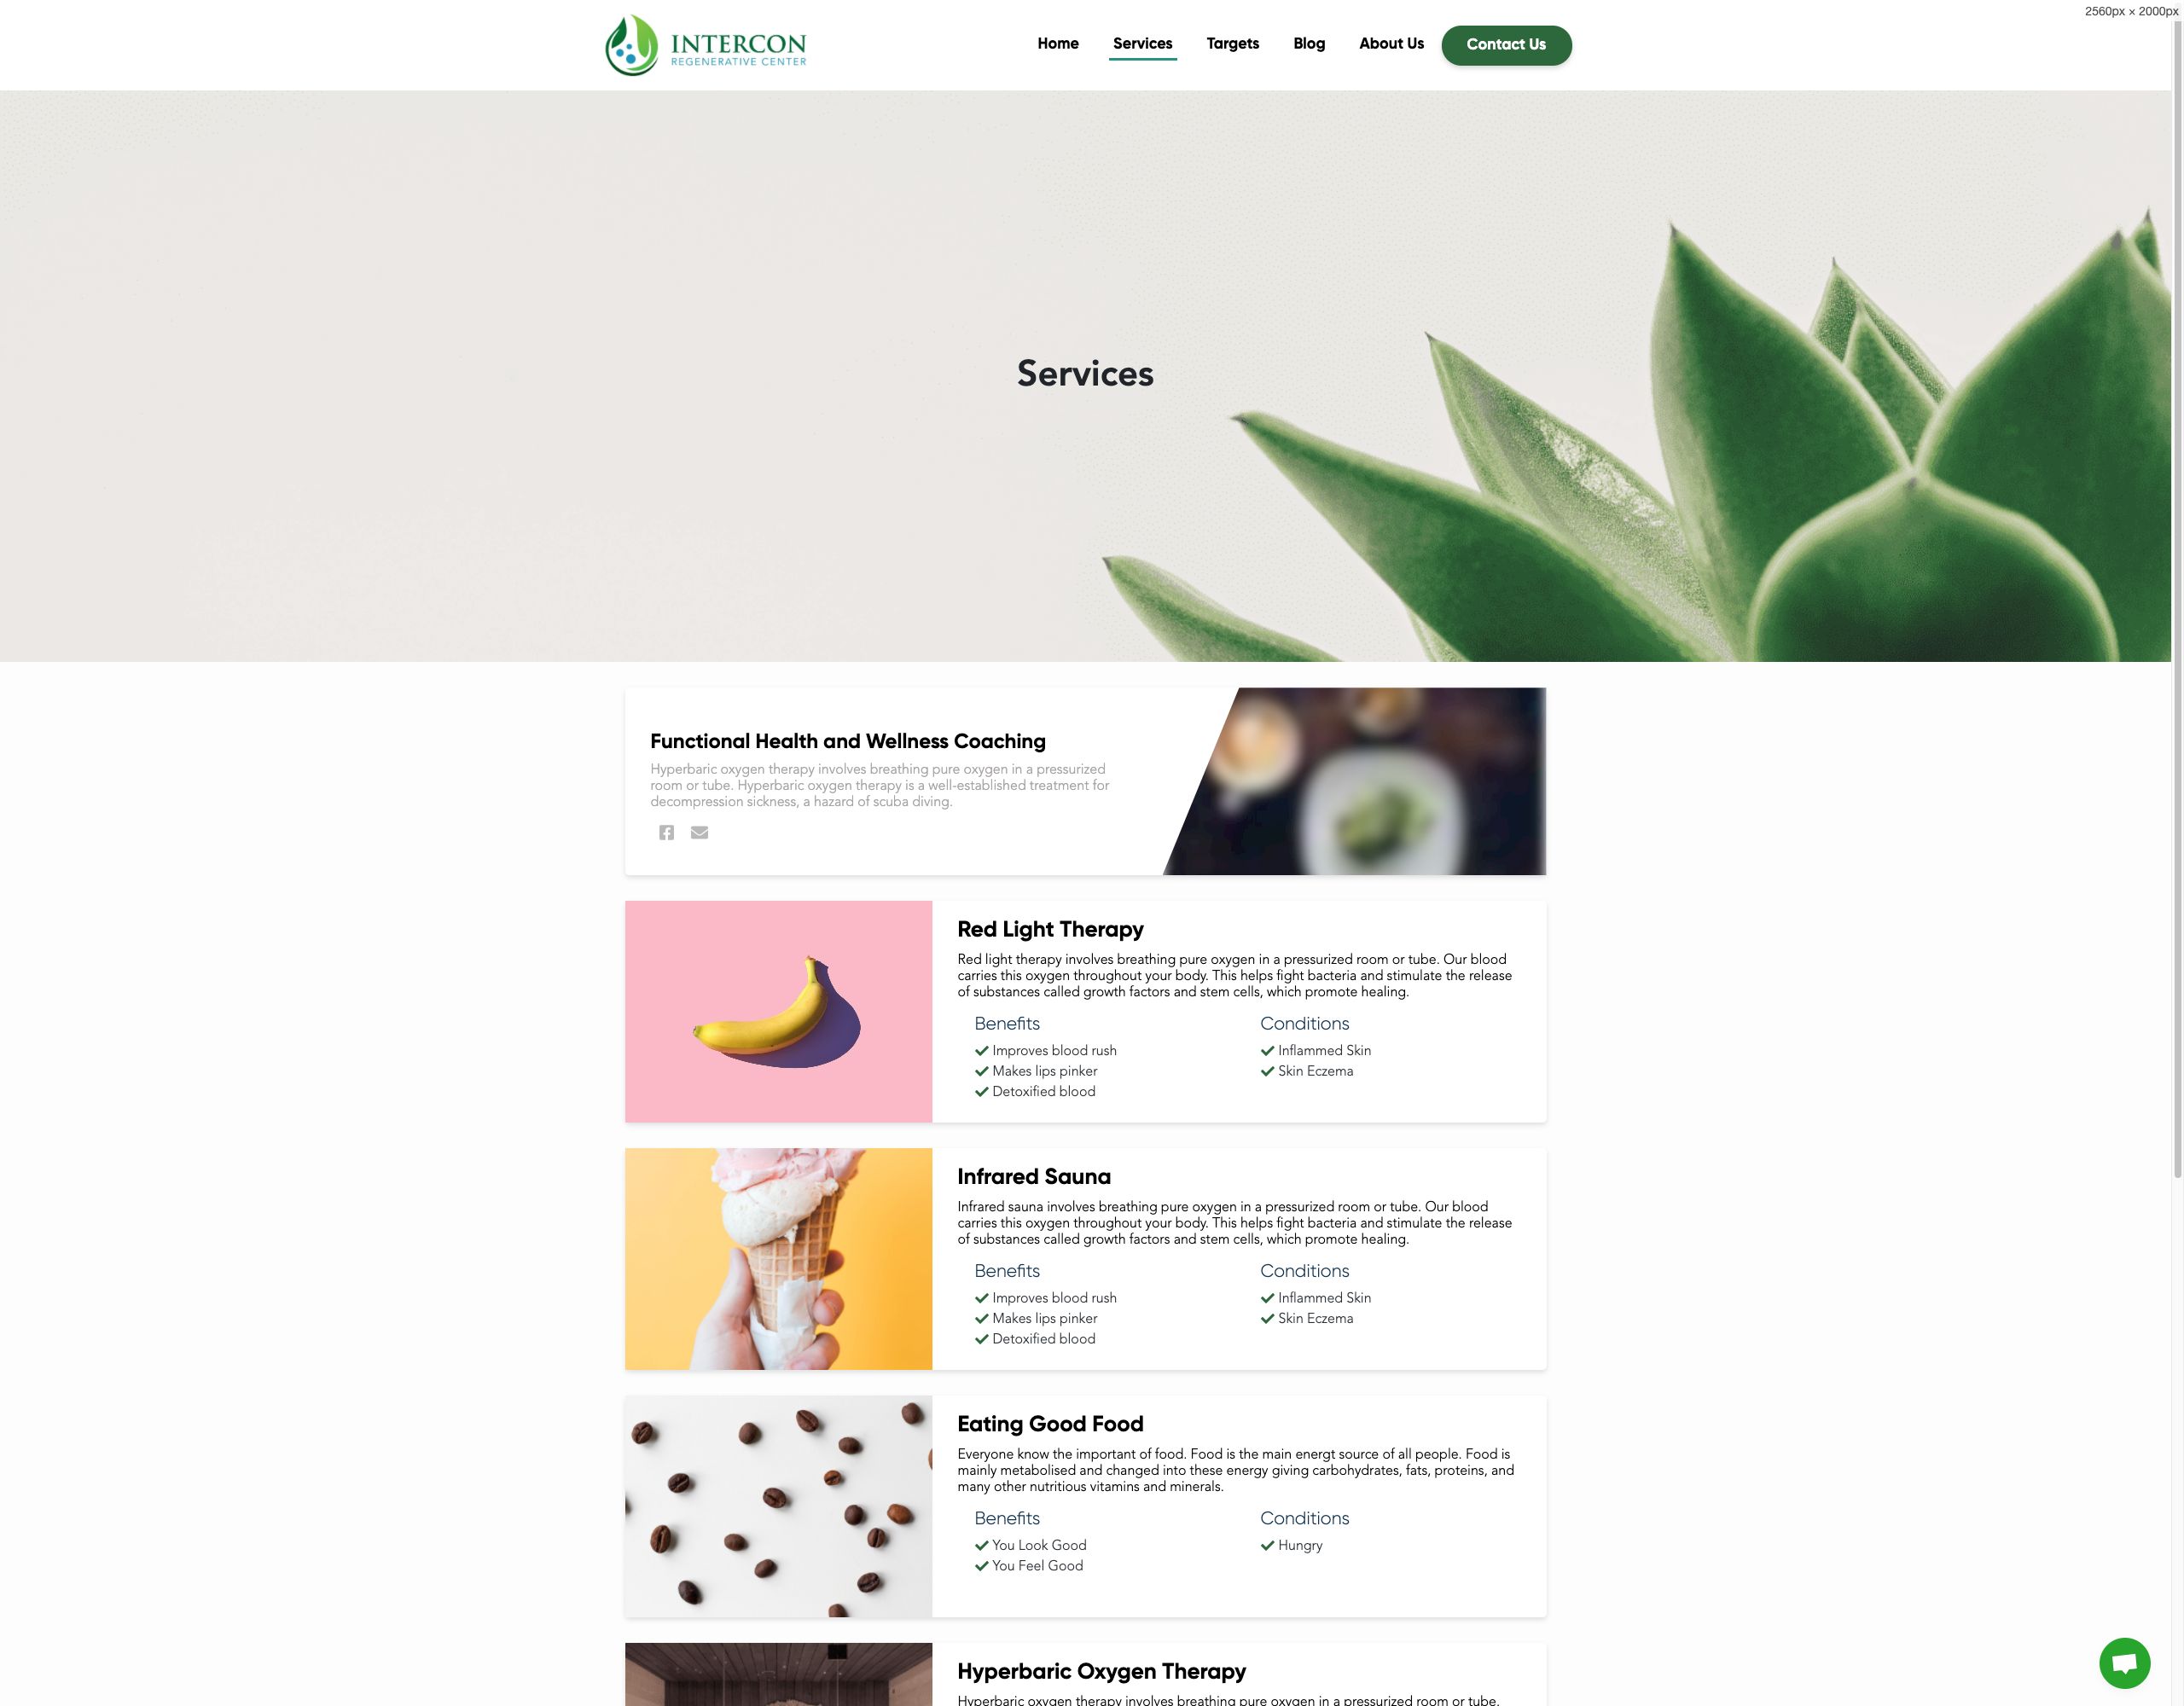 2560px × 2000px
INTERCON
REGENERATIVE CENTER
Home Services Targets Blog About Us Contact Us
Services
Functional Health and Wellness Coaching
Hyperbaric oxygen therapy involves breathing pure oxygen in a pressurized
room or tube. Hyperbaric oxygen therapy is a well-established treatment for
decompression sickness, a hazard of scuba diving.
Red Light Therapy
Red light therapy involves breathing pure oxygen in a pressurized room or tube. Our blood
carries this oxygen throughout your body. This helps fight bacteria and stimulate the release
of substances called growth factors and stem cells, which promote healing.
Benefits
Improves blood rush
Makes lips pinker
Detoxified blood
Conditions
Inflammed Skin
Skin Eczema
Infrared Sauna
Infrared sauna involves breathing pure oxygen in a pressurized room or tube. Our blood
carries this oxygen throughout your body. This helps fight bacteria and stimulate the release
of substances called growth factors and stem cells, which promote healing.
Benefits
Improves blood rush
Makes lips pinker
Detoxified blood
Conditions
Inflammed Skin
Skin Eczema
Eating Good Food
Everyone know the important of food. Food is the main energt source of all people. Food is
mainly metabolised and changed into these energy giving carbohydrates, fats, proteins, and
many other nutritious vitamins and minerals.
Benefits
You Look Good
You Feel Good
Conditions
Hungry
Hyperbaric Oxygen Therapy
Hyperbaric oxygen therapy involves breathing pure oxygen in a pressurized room or tube.